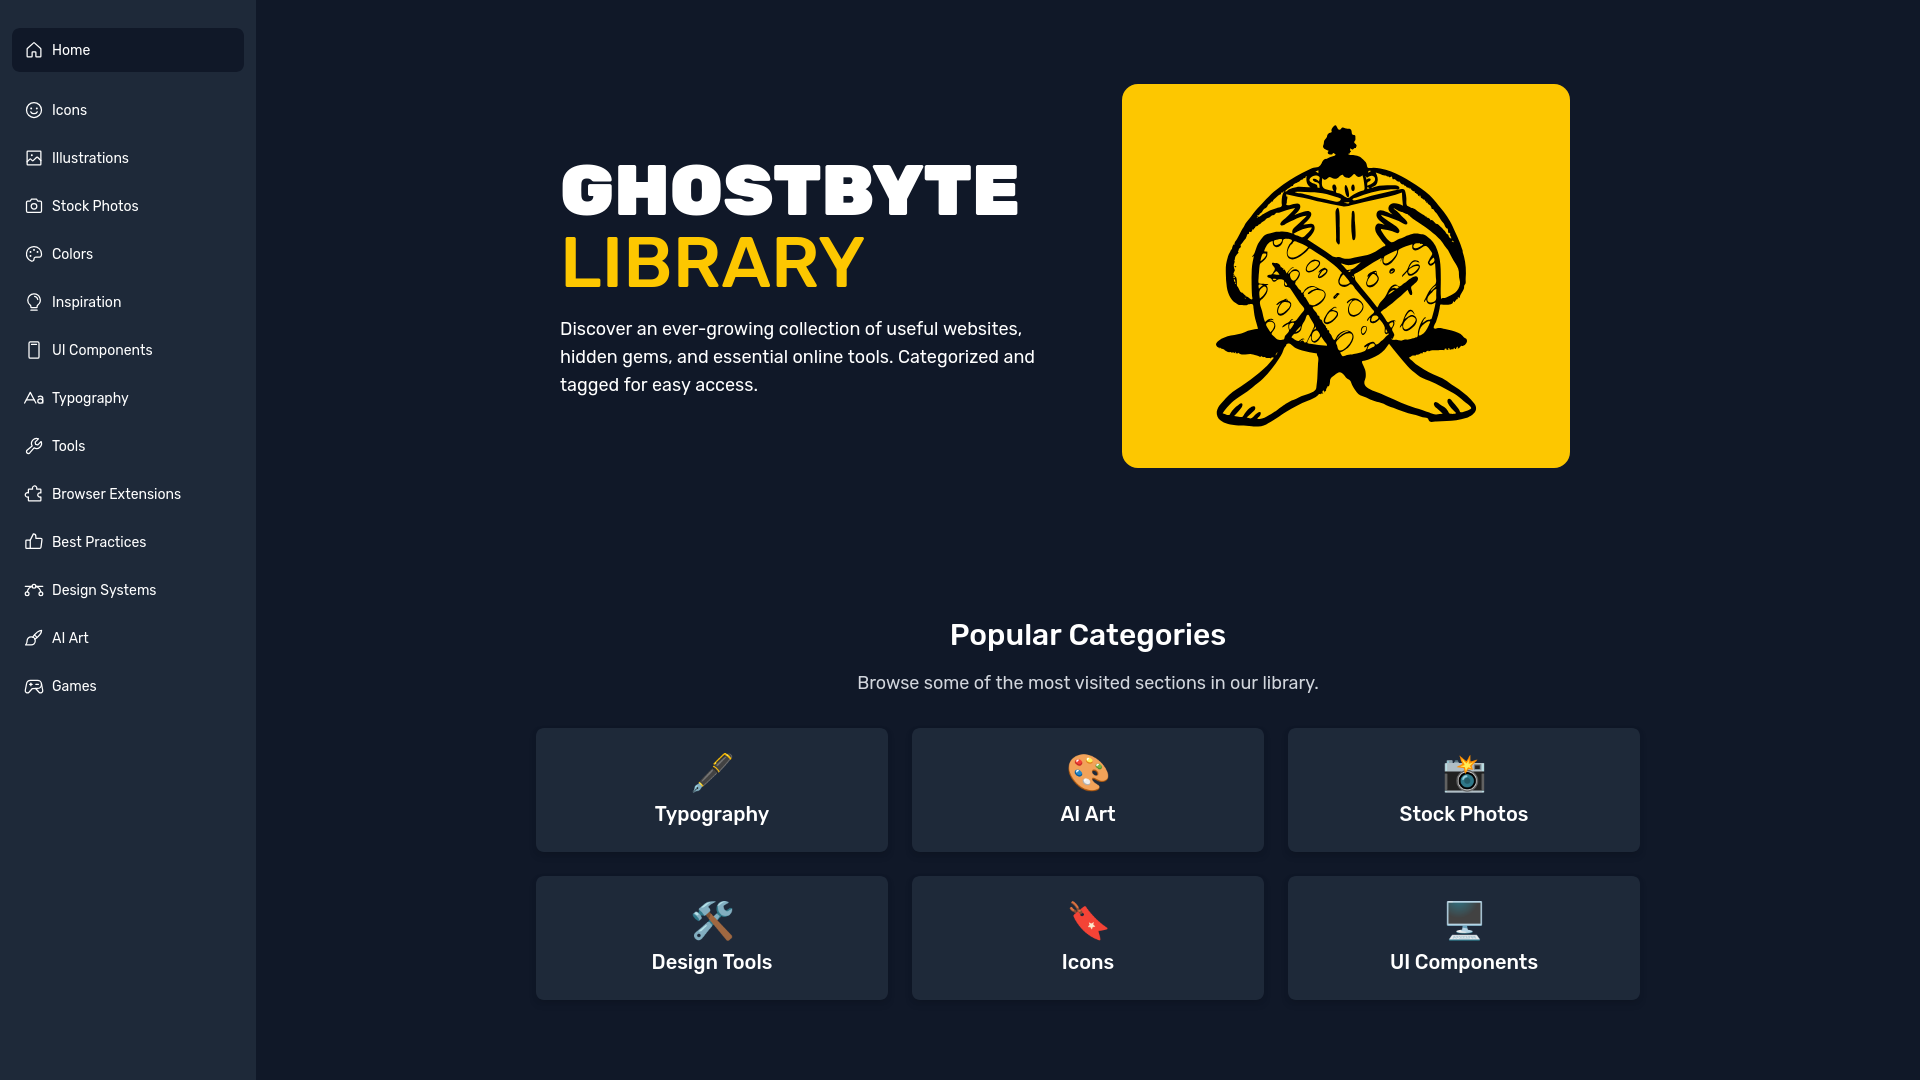 Home
Icons
Illustrations
Stock Photos
Colors
Inspiration
UI Components
Typography
Tools
Browser Extensions
Best Practices
Design Systems
AI Art
Games
GHOSTBYTE
LIBRARY
Discover an ever-growing collection of useful websites,
hidden gems, and essential online tools. Categorized and
tagged for easy access.
Popular Categories
Browse some of the most visited sections in our library.
Typography
AI Art
Stock Photos
Design Tools
Icons
UI Components